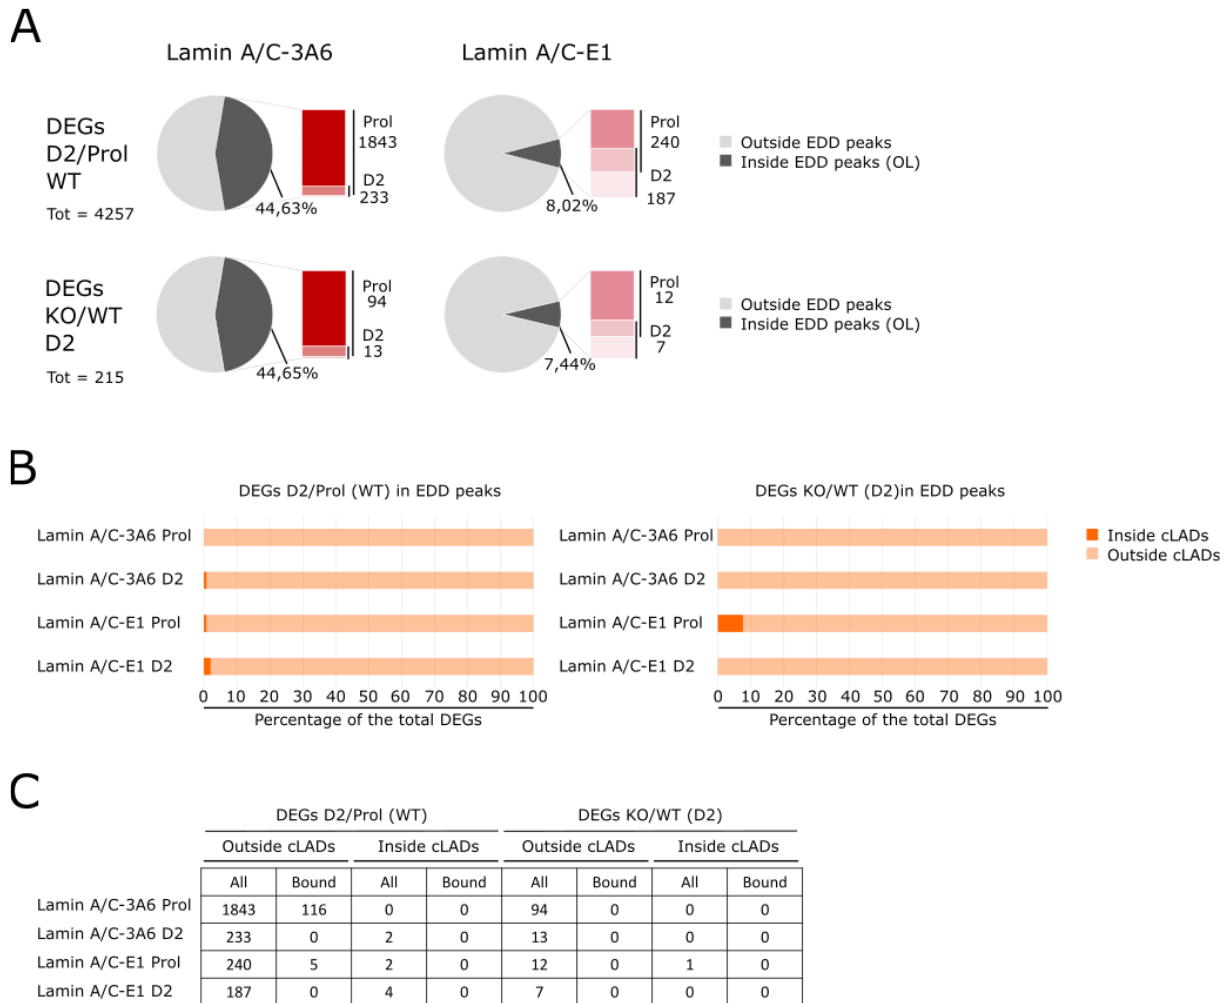 A
Lamin A/C-3A6
Lamin A/C-E1
DEGs
D2/Prol
WT
Tot = 4257
Prol
1843
D2
233
44,63%
Prol
240
D2
187
8,02%
Outside EDD peaks
Inside EDD peaks (OL)
DEGs
KO/WT
D2
Tot = 215
Prol
94
D2
13
44,65%
Prol
12
D2
7
7,44%
Outside EDD peaks
Inside EDD peaks (OL)
B
DEGs D2/Prol (WT) in EDD peaks
Lamin A/C-3A6 Prol
Lamin A/C-3A6 D2
Lamin A/C-E1 Prol
Lamin A/C-E1 D2
0 10 20 30 40 50 60 70 80 90 100
Percentage of the total DEGs
DEGs KO/WT (D2)in EDD peaks
Lamin A/C-3A6 Prol
Lamin A/C-3A6 D2
Lamin A/C-E1 Prol
Lamin A/C-E1 D2
0 10 20 30 40 50 60 70 80 90 100
Percentage of the total DEGs
Inside cLADs
Outside cLADs
C
DEGs D2/Prol (WT) DEGs KO/WT (D2)
Outside cLADs Inside cLADs Outside cLADs Inside cLADs
All Bound All Bound All Bound All Bound
Lamin A/C-3A6 Prol 1843 116 0 0 94 0 0 0
Lamin A/C-3A6 D2 233 0 2 0 13 0 0 0
Lamin A/C-E1 Prol 240 5 2 0 12 0 1 0
Lamin A/C-E1 D2 187 0 4 0 7 0 0 0